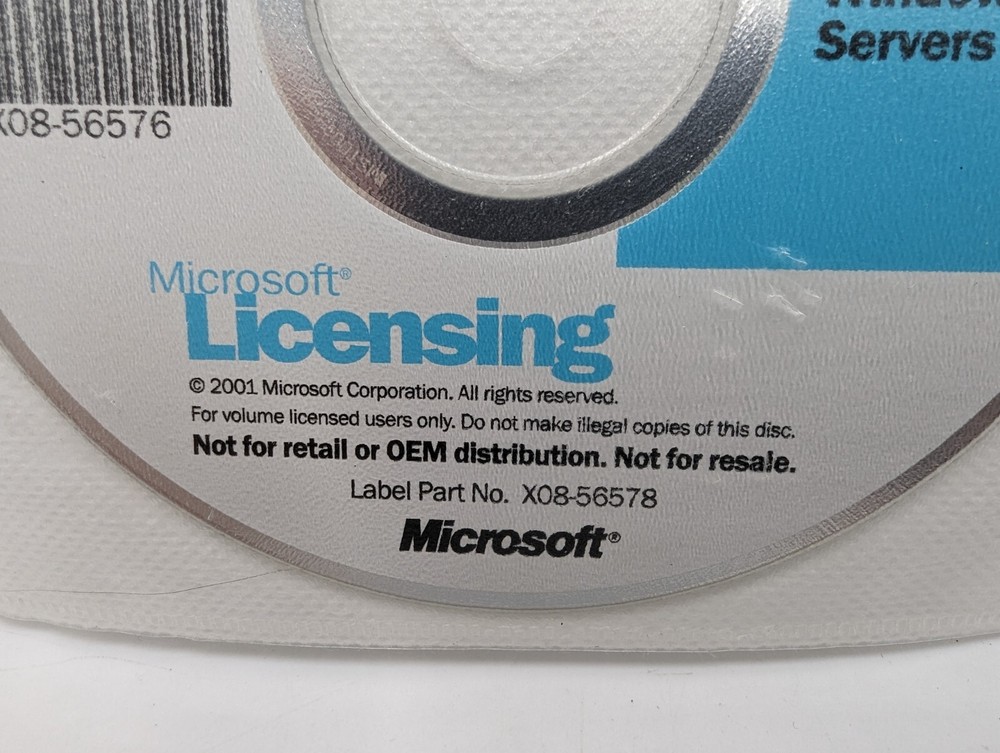 Servers
X08-56576
Microsoft®
Licensing
© 2001 Microsoft Corporation. All rights reserved.
For volume licensed users only. Do not make illegal copies of this disc.
Not for retail or OEM distribution. Not for resale.
Label Part No. X08-56578
Microsoft®